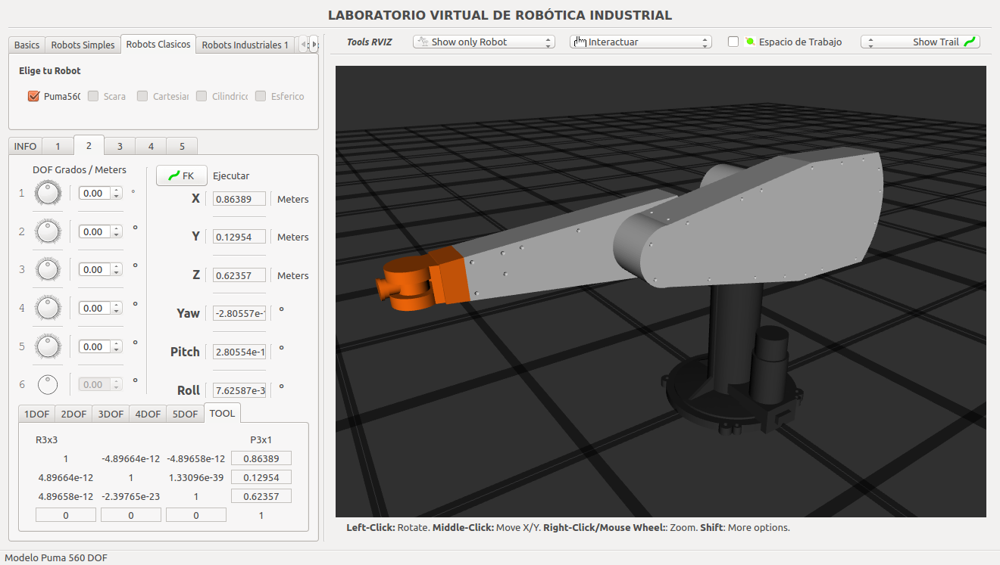 LABORATORIO VIRTUAL DE ROBÓTICA INDUSTRIAL
Basics Robots Simples Robots Clasicos Robots Industriales 1
Tools RVIZ Show only Robot Interactuar Espacio de Trabajo Show Trail
Elige tu Robot
Puma560 Scara Cartesian Cilindrico Esferico
INFO 1 2 3 4 5
DOF Grados / Meters
FK Ejecutar
1 0.00 °
X 0.86389 Meters
2 0.00 °
Y 0.12954 Meters
3 0.00 °
Z 0.62357 Meters
4 0.00 °
Yaw -2.80557e-1 °
5 0.00 °
Pitch 2.80554e-1 °
6 0.00 °
Roll 7.62587e-3 °
1DOF 2DOF 3DOF 4DOF 5DOF TOOL
R3x3 P3x1
1 -4.89664e-12 -4.89658e-12 0.86389
4.89664e-12 1 1.33096e-39 0.12954
4.89658e-12 -2.39765e-23 1 0.62357
0 0 0 1
Left-Click: Rotate. Middle-Click: Move X/Y. Right-Click/Mouse Wheel:: Zoom. Shift: More options.
Modelo Puma 560 DOF